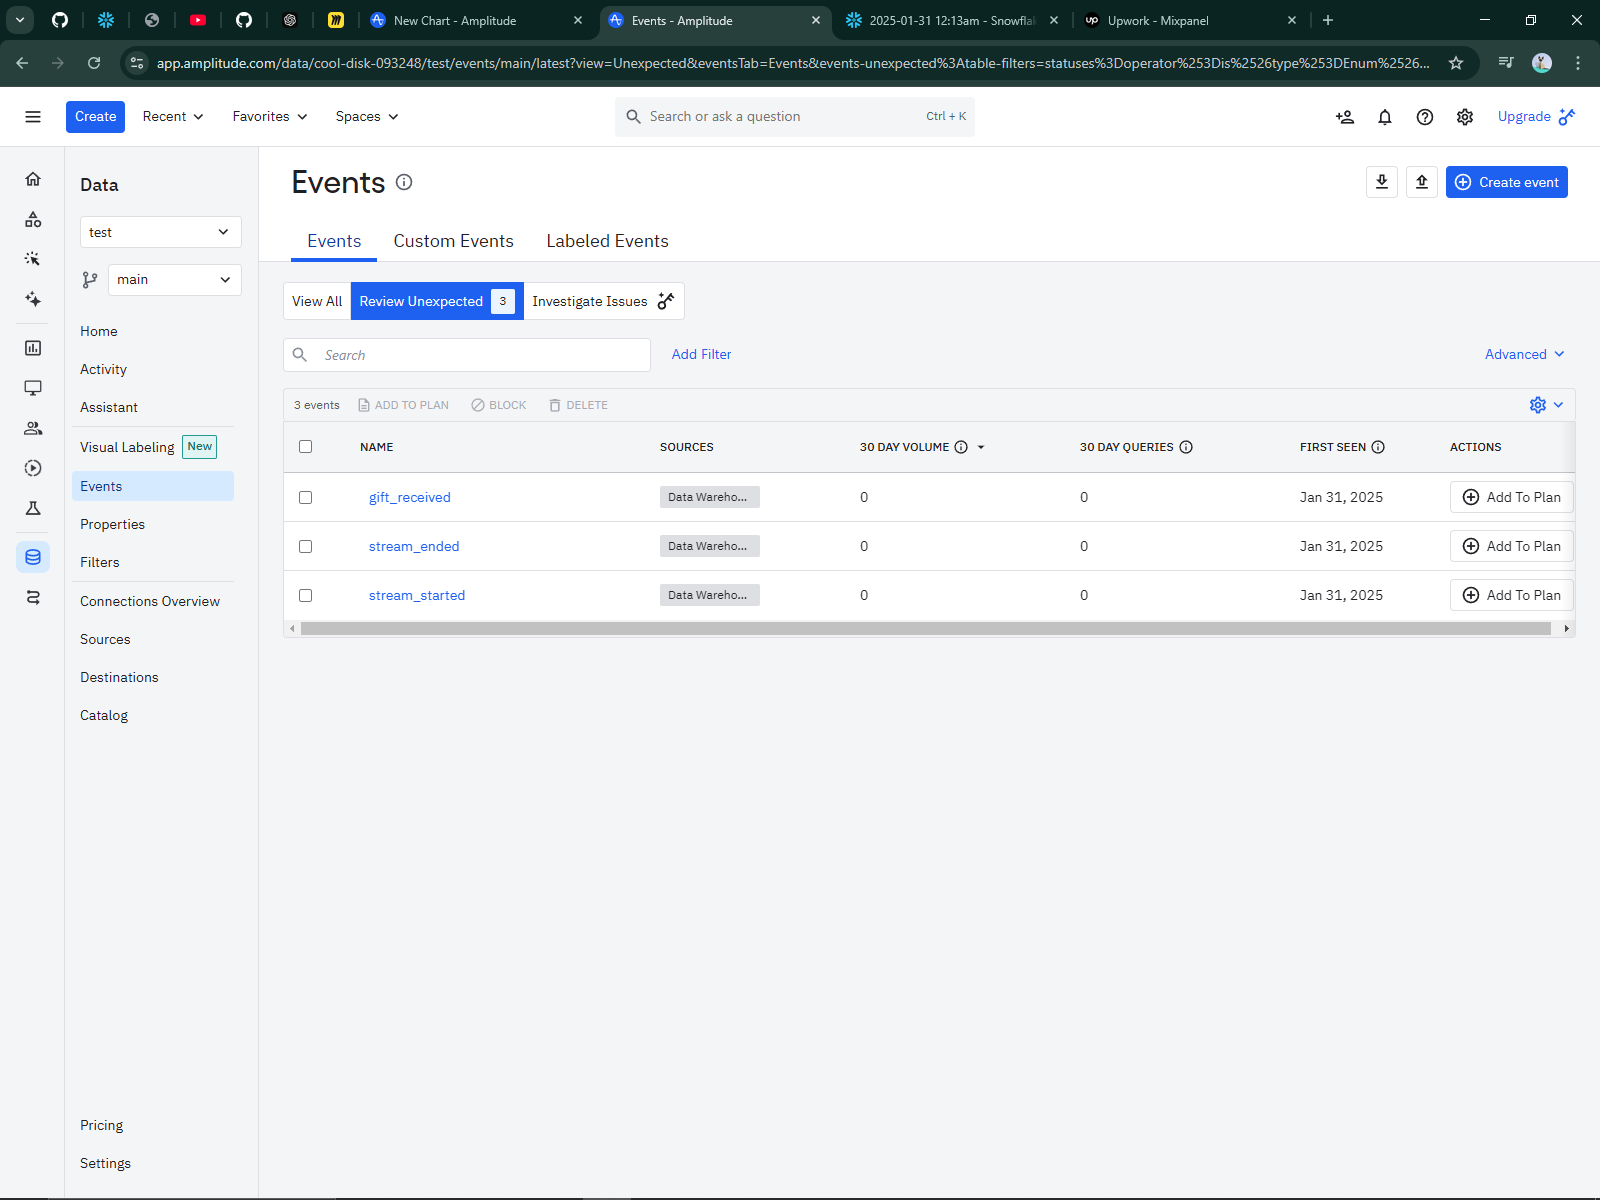 New Chart - Amplitude
Events - Amplitude
2025-01-31 12:13am - Snowfla
Upwork - Mixpanel
app.amplitude.com/data/cool-disk-093248/test/events/main/latest?view=Unexpected&eventsTab=Events&events-unexpected%3Atable-filters=statuses%3Doperator%253Dis%2526type%253DEnum%2526...
Create
Recent
Favorites
Spaces
Search or ask a question
Ctrl + K
Upgrade
Data
test
main
Home
Activity
Assistant
Visual Labeling New
Events
Properties
Filters
Connections Overview
Sources
Destinations
Catalog
Pricing
Settings
Events
Create event
Events Custom Events Labeled Events
View All Review Unexpected 3 Investigate Issues
Search
Add Filter
Advanced
3 events ADD TO PLAN BLOCK DELETE
NAME SOURCES 30 DAY VOLUME 30 DAY QUERIES FIRST SEEN ACTIONS
gift_received Data Wareho... 0 0 Jan 31, 2025 Add To Plan
stream_ended Data Wareho... 0 0 Jan 31, 2025 Add To Plan
stream_started Data Wareho... 0 0 Jan 31, 2025 Add To Plan